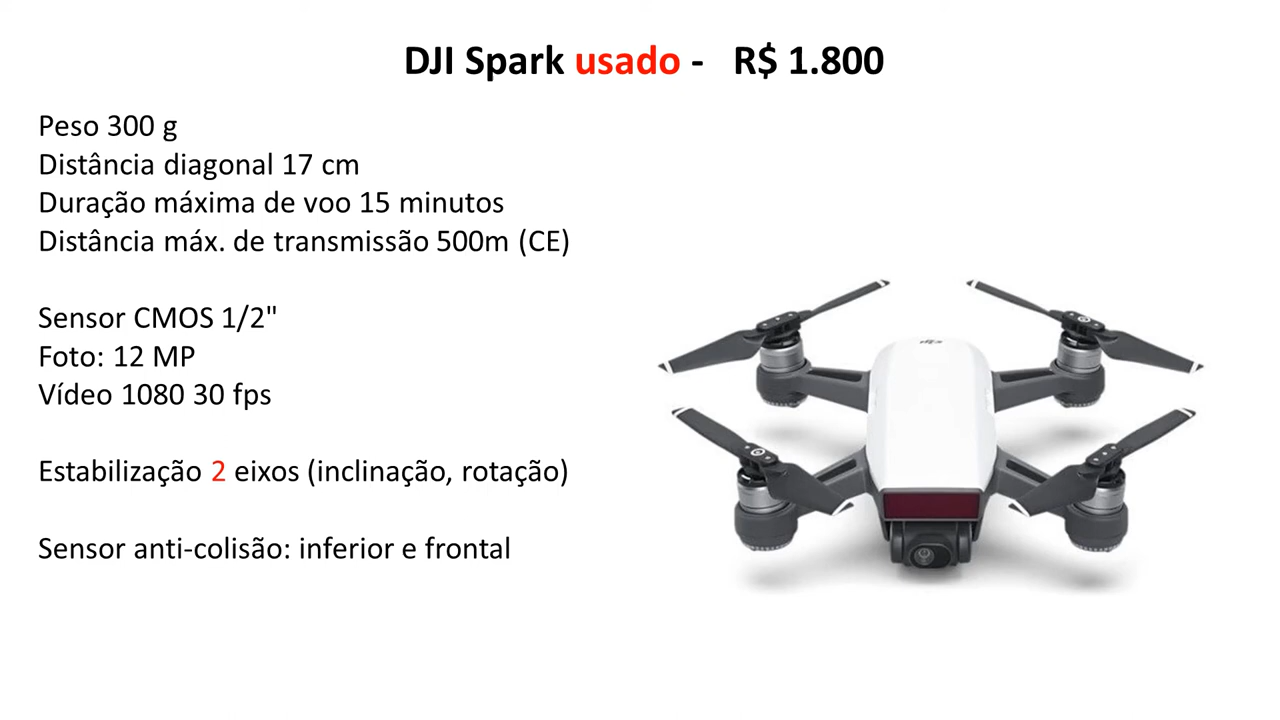 DJI Spark usado - R$ 1.800
Peso 300 g
Distância diagonal 17 cm
Duração máxima de voo 15 minutos
Distância máx. de transmissão 500m (CE)
Sensor CMOS 1/2"
Foto: 12 MP
Vídeo 1080 30 fps
Estabilização 2 eixos (inclinação, rotação)
Sensor anti-colisão: inferior e frontal
dji